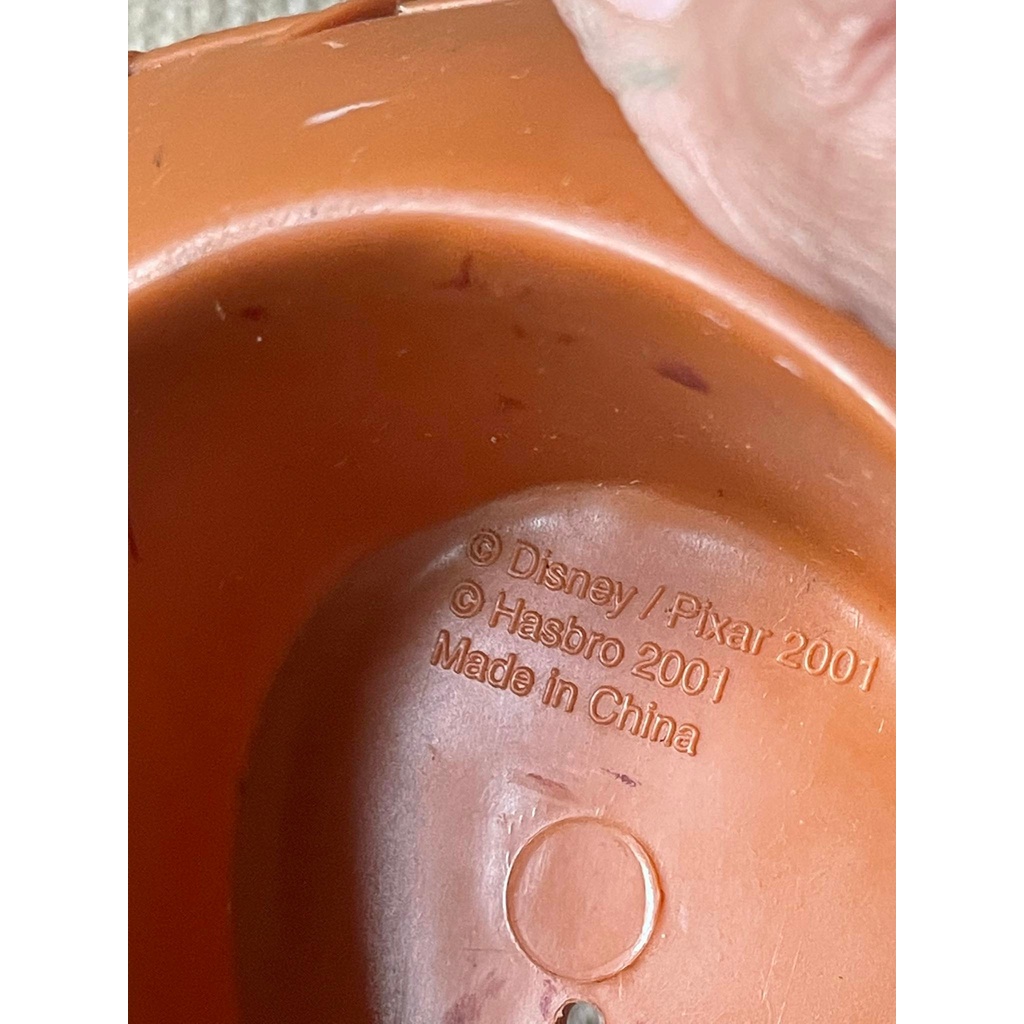 © Disney / Pixar 2001
© Hasbro 2001
Made in China